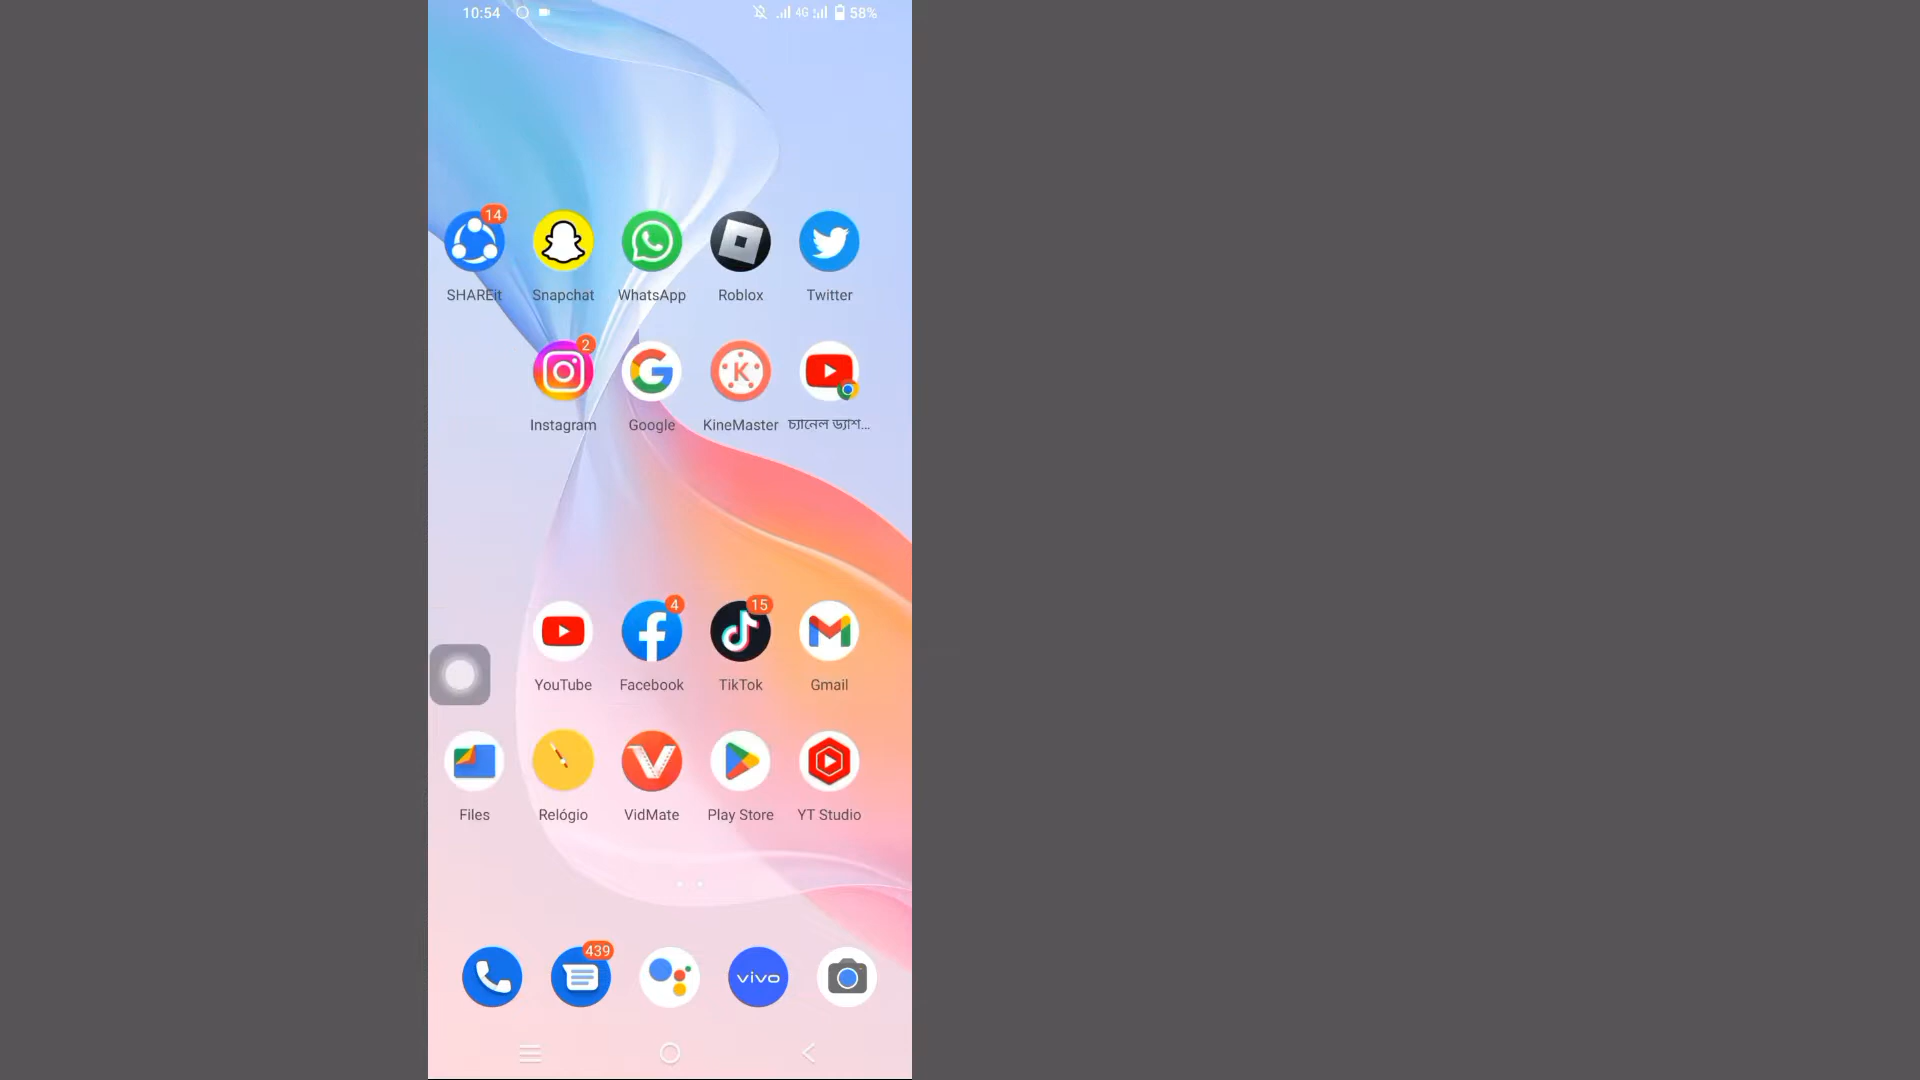 10:54 4G 58%
14
SHAREit Snapchat WhatsApp Roblox Twitter
2
Instagram Google KineMaster চ্যানেল ড্যাশ...
4 15
YouTube Facebook TikTok Gmail
Files Relógio VidMate Play Store YT Studio
439
vivo